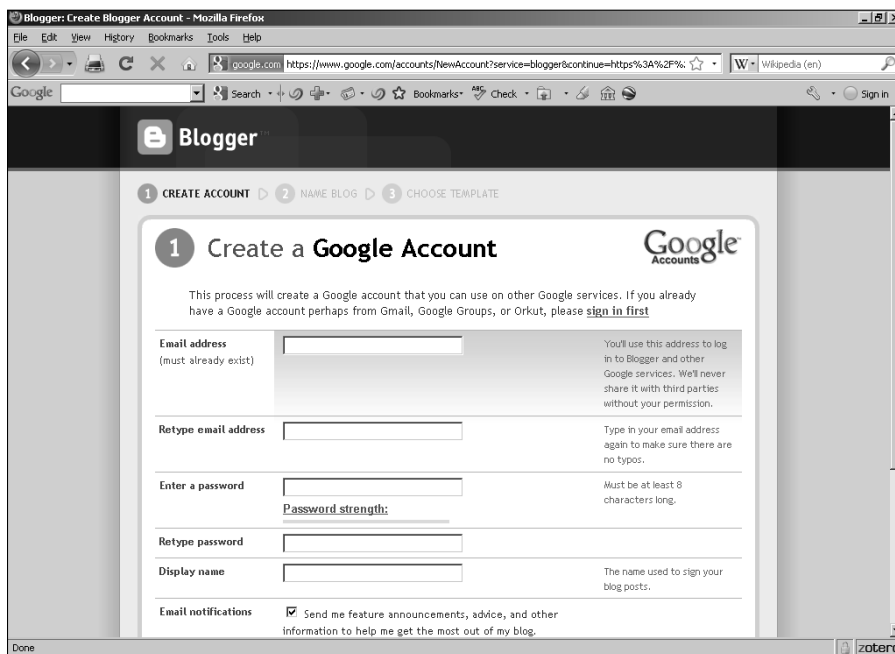 Blogger: Create Blogger Account - Mozilla Firefox
File Edit View History Bookmarks Tools Help
google.com https://www.google.com/accounts/NewAccount?service=blogger&continue=https%3A%2F%: W Wikipedia (en)
Google Search Bookmarks Check Sign in
Blogger
1 CREATE ACCOUNT 2 NAME BLOG 3 CHOOSE TEMPLATE
1 Create a Google Account
Google
Accounts
This process will create a Google account that you can use on other Google services. If you already
have a Google account perhaps from Gmail, Google Groups, or Orkut, please sign in first
Email address
(must already exist)
You'll use this address to log
in to Blogger and other
Google services. We'll never
share it with third parties
without your permission.
Retype email address
Type in your email address
again to make sure there are
no typos.
Enter a password
Must be at least 8
characters long.
Password strength:
Retype password
Display name
The name used to sign your
blog posts.
Email notifications
Send me feature announcements, advice, and other
information to help me get the most out of my blog.
Done zoter